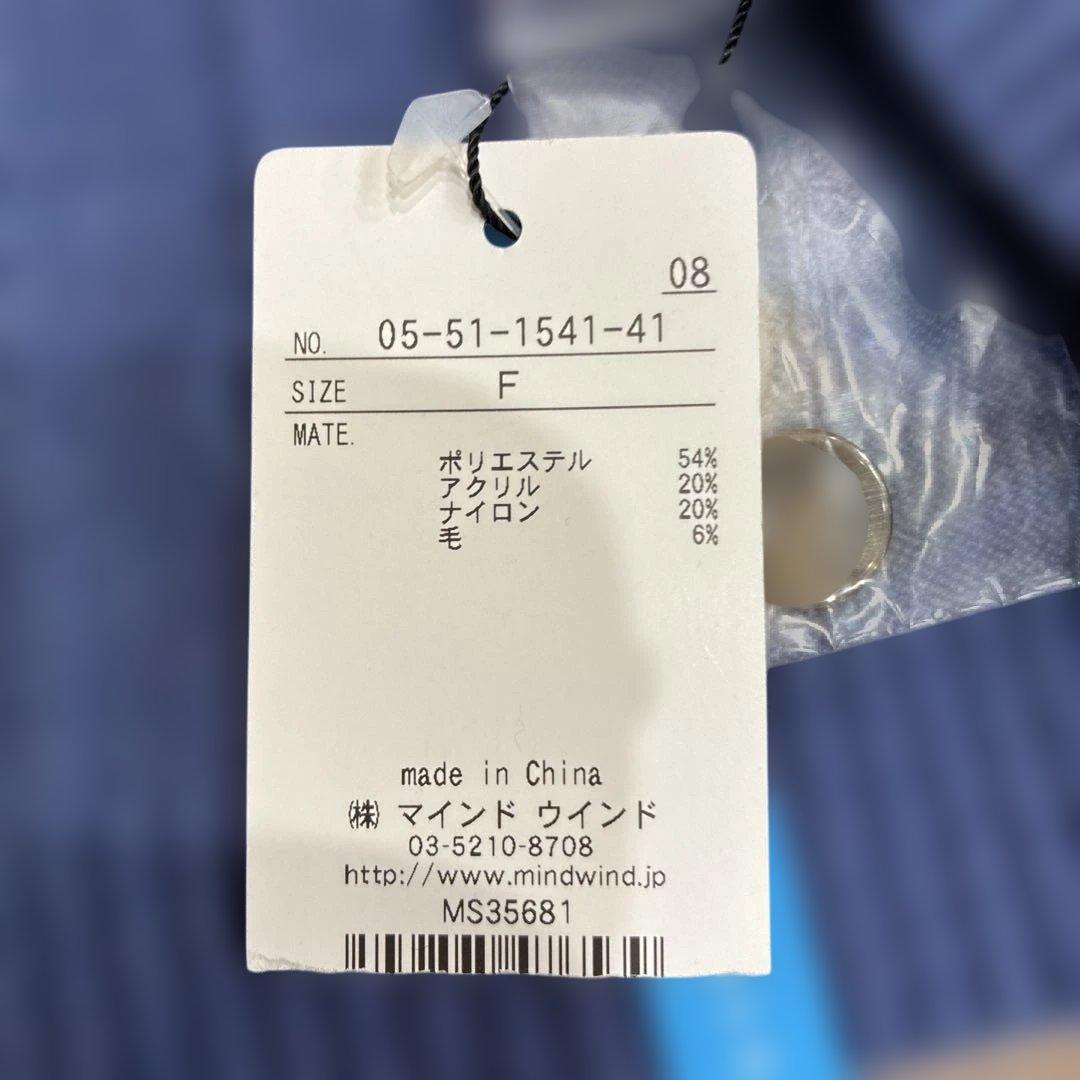 08
NO. 05-51-1541-41
SIZE F
MATE.
ポリエステル 54%
アクリル 20%
ナイロン 20%
毛 6%
made in China
㈱ マインド ウインド
03-5210-8708
http://www.mindwind.jp
MS35681